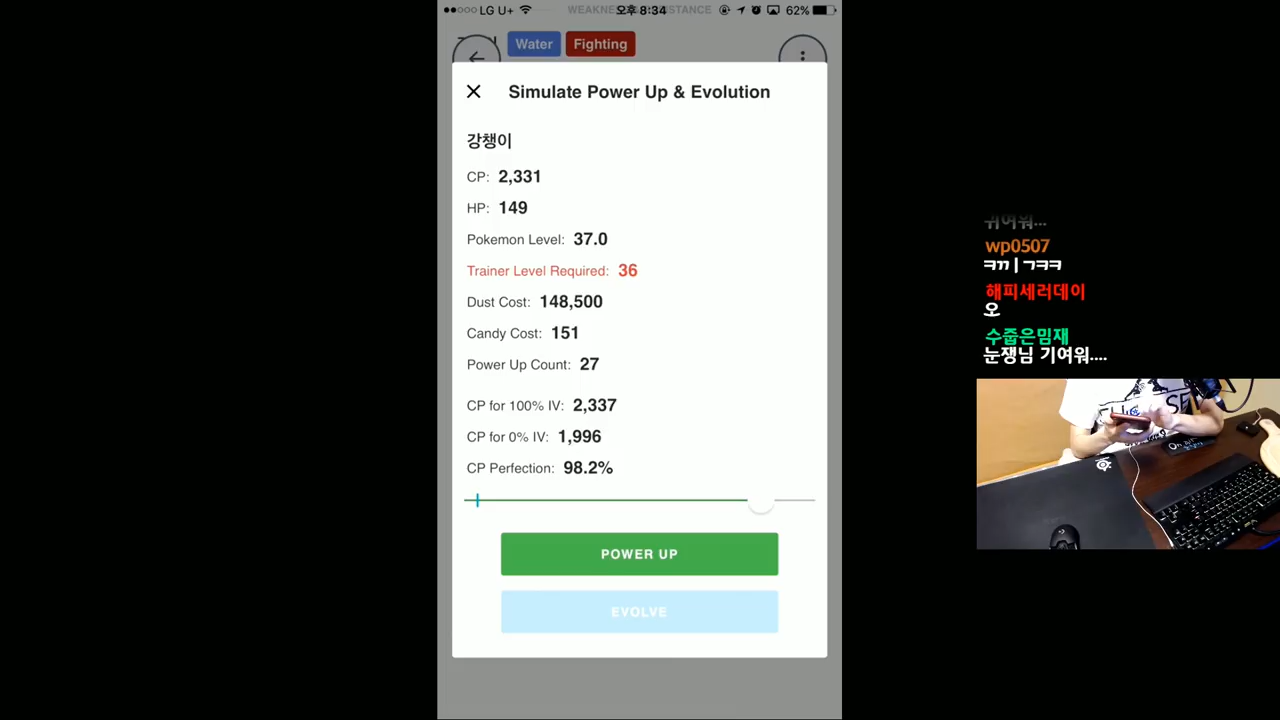 LG U+
오후 8:34
62%
Water
Fighting
Simulate Power Up & Evolution
강챙이
CP: 2,331
HP: 149
Pokemon Level: 37.0
Trainer Level Required: 36
Dust Cost: 148,500
Candy Cost: 151
Power Up Count: 27
CP for 100% IV: 2,337
CP for 0% IV: 1,996
CP Perfection: 98.2%
POWER UP
EVOLVE
귀여워...
wp0507
ㅋㄲㅣㄱㅋㅋ
해피세러데이
오
수줍은밈재
눈쟁님 기여워....